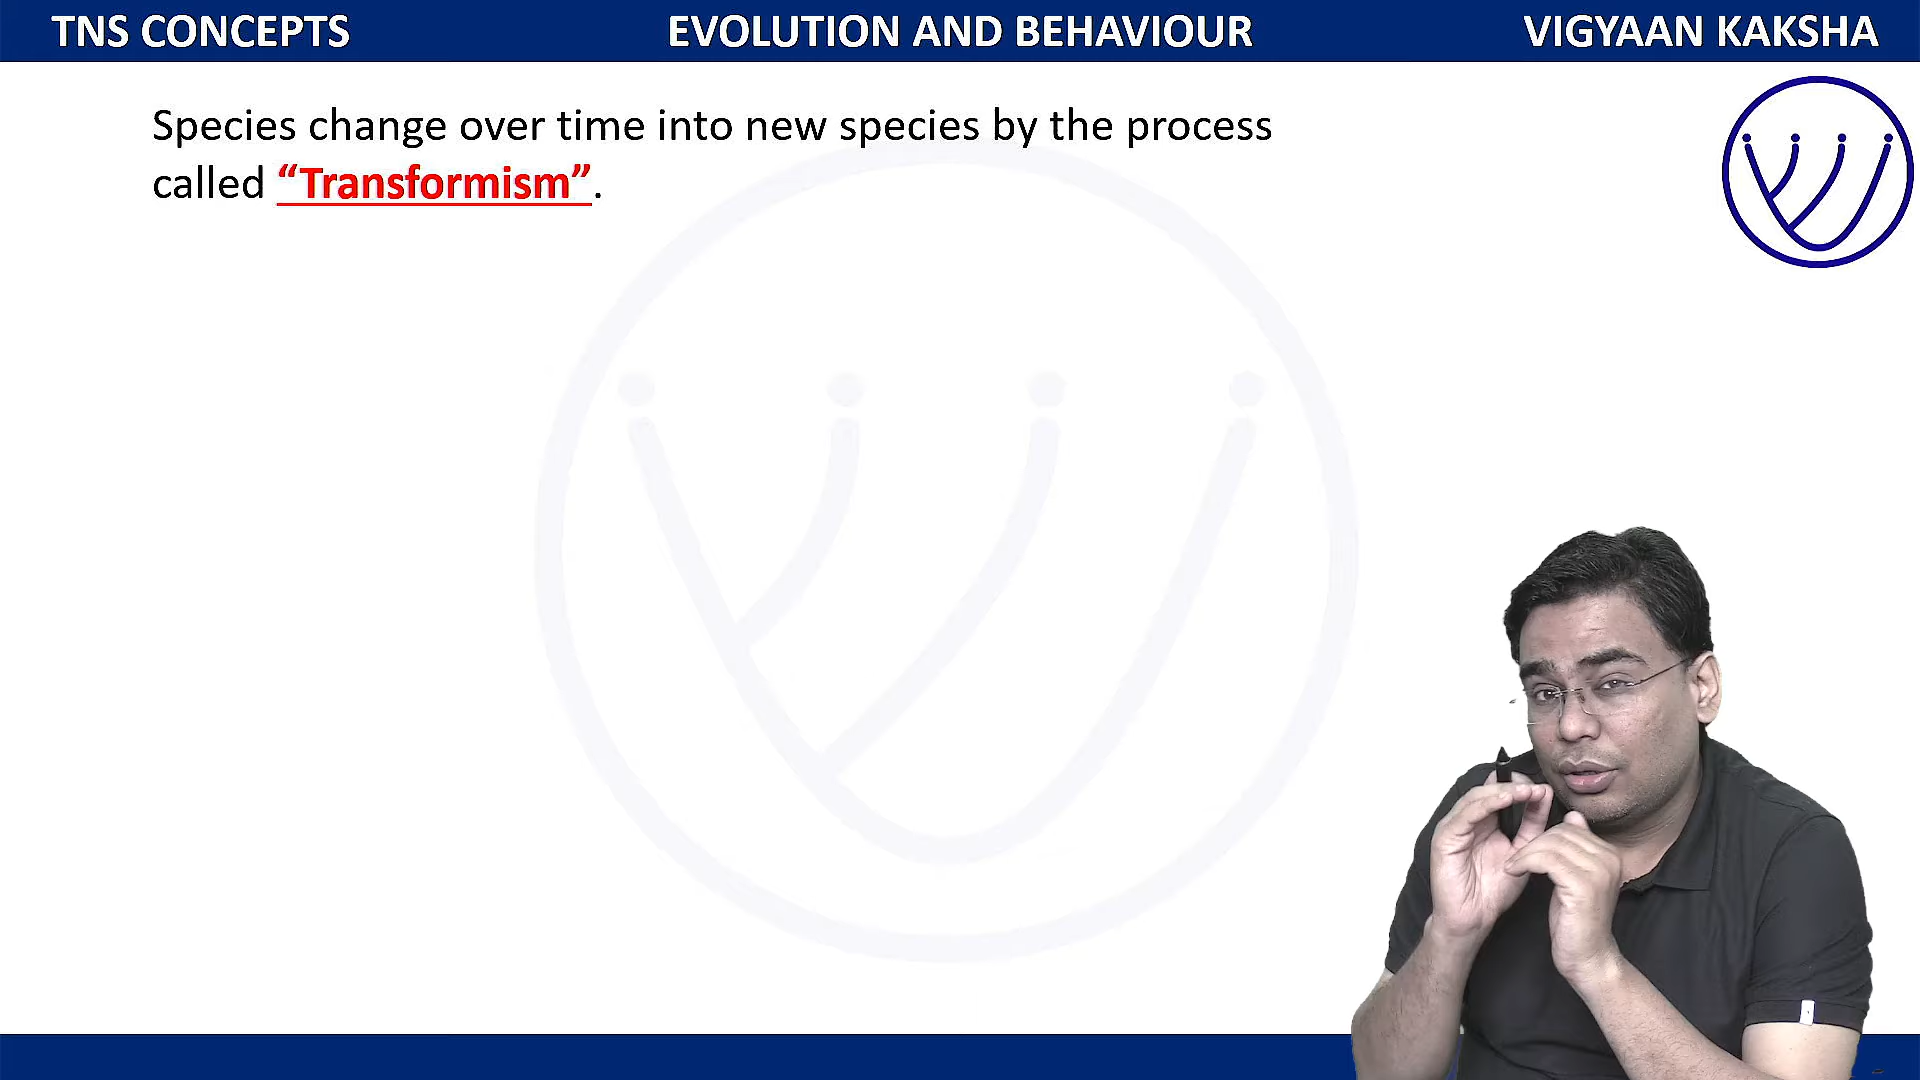 TNS CONCEPTS EVOLUTION AND BEHAVIOUR VIGYAAN KAKSHA
Species change over time into new species by the process
called “Transformism”.